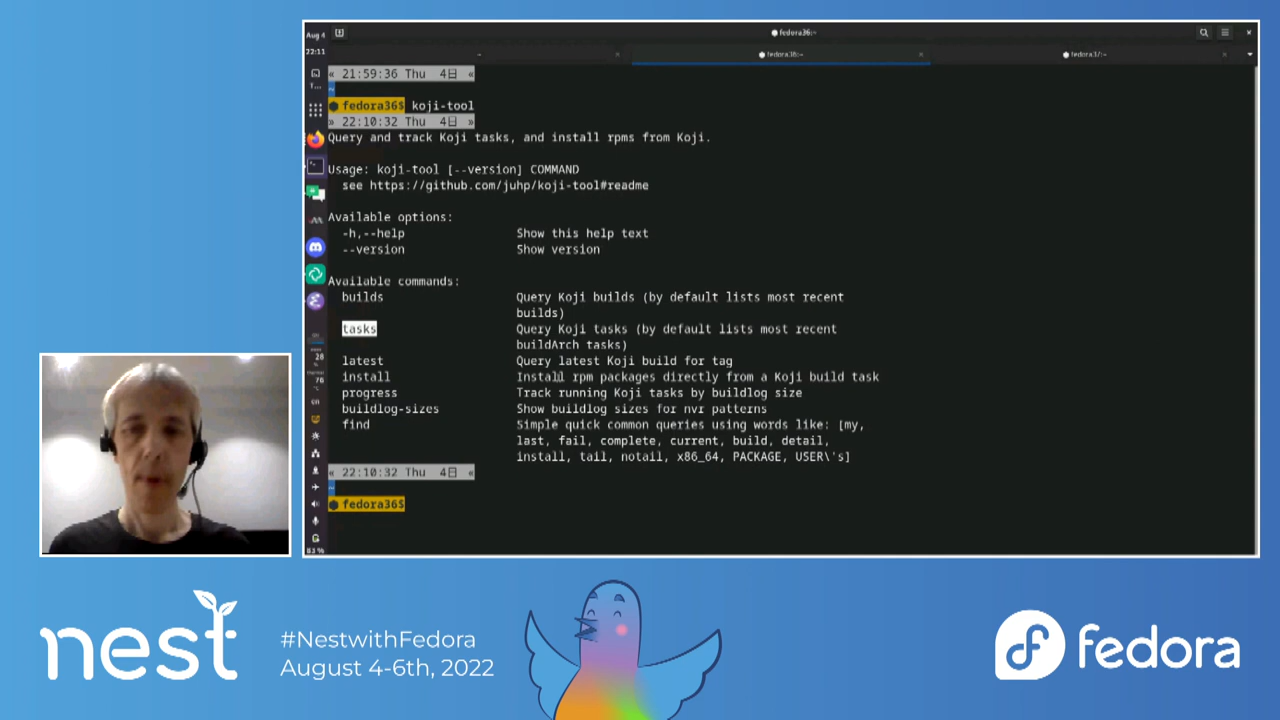 Aug 4
22:11
fedora36:~
~
fedora36:~
fedora37:~
« 21:59:36 Thu  4日 «
~
fedora36$ koji-tool
» 22:10:32 Thu  4日 »
Query and track Koji tasks, and install rpms from Koji.
Usage: koji-tool [--version] COMMAND
see https://github.com/juhp/koji-tool#readme
Available options:
-h,--help Show this help text
--version Show version
Available commands:
builds Query Koji builds (by default lists most recent
builds)
tasks Query Koji tasks (by default lists most recent
buildArch tasks)
latest Query latest Koji build for tag
install Install rpm packages directly from a Koji build task
progress Track running Koji tasks by buildlog size
buildlog-sizes Show buildlog sizes for nvr patterns
find Simple quick common queries using words like: [my,
last, fail, complete, current, build, detail,
install, tail, notail, x86_64, PACKAGE, USER\'s]
« 22:10:32 Thu  4日 «
~
fedora36$
28
76
83 %
nest
#NestwithFedora
August 4-6th, 2022
fedora